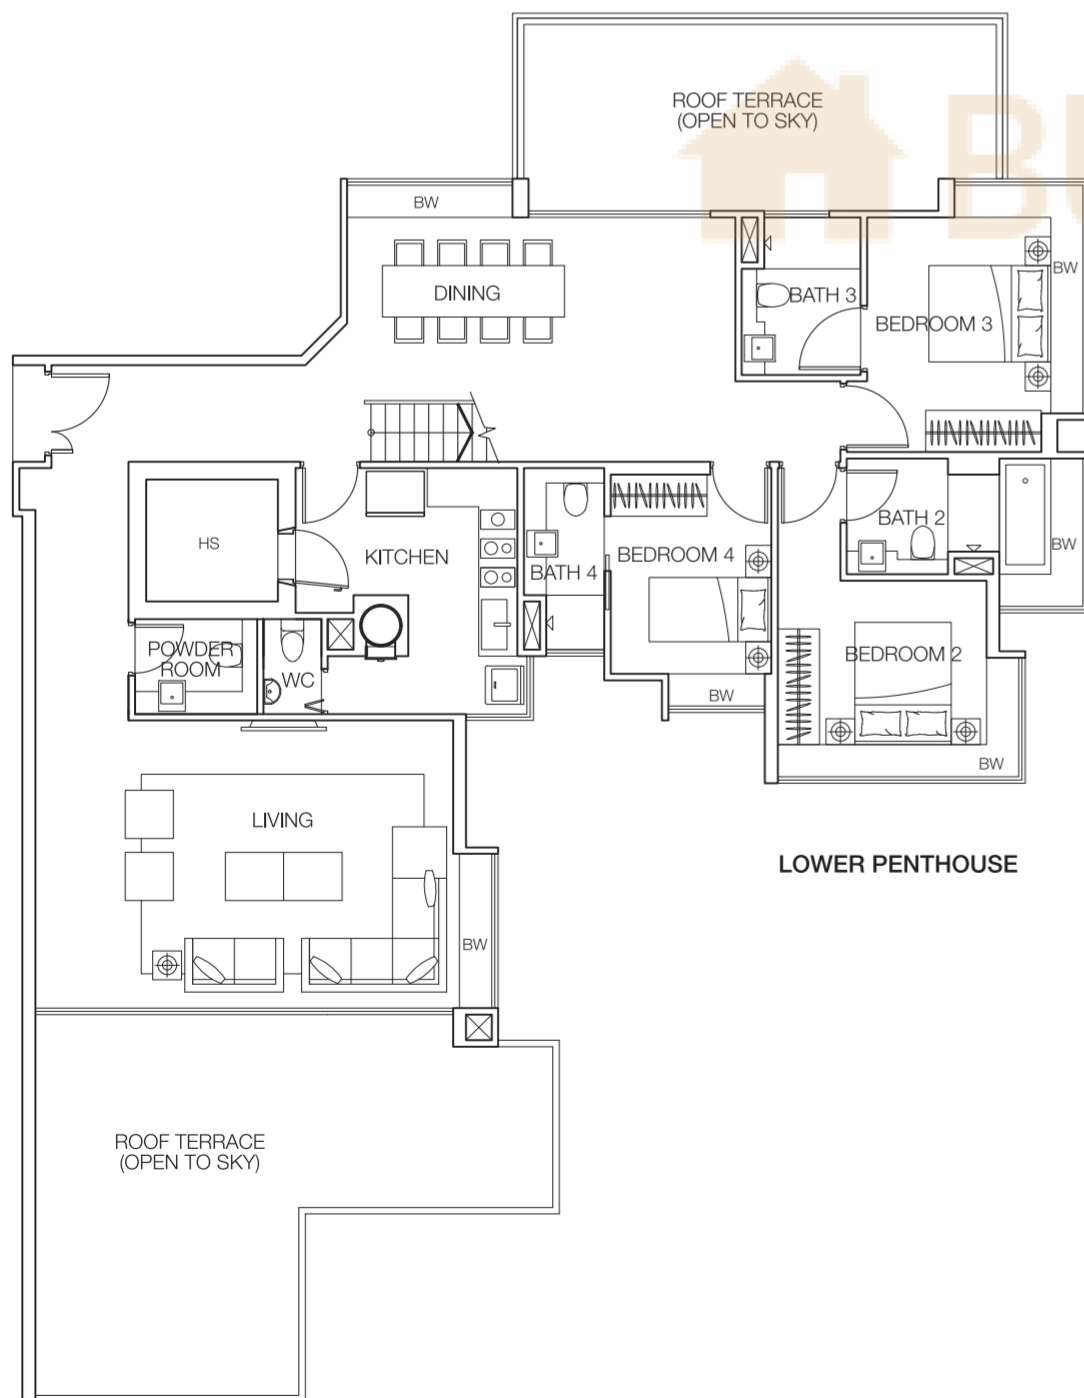 ROOF TERRACE
(OPEN TO SKY)
BU
BW
DINING
BATH 3
BW
BEDROOM 3
HS
KITCHEN
BATH 4
BEDROOM 4
BATH 2
BW
POWDER
ROOM
WC
BEDROOM 2
BW
BW
LIVING
LOWER PENTHOUSE
BW
ROOF TERRACE
(OPEN TO SKY)